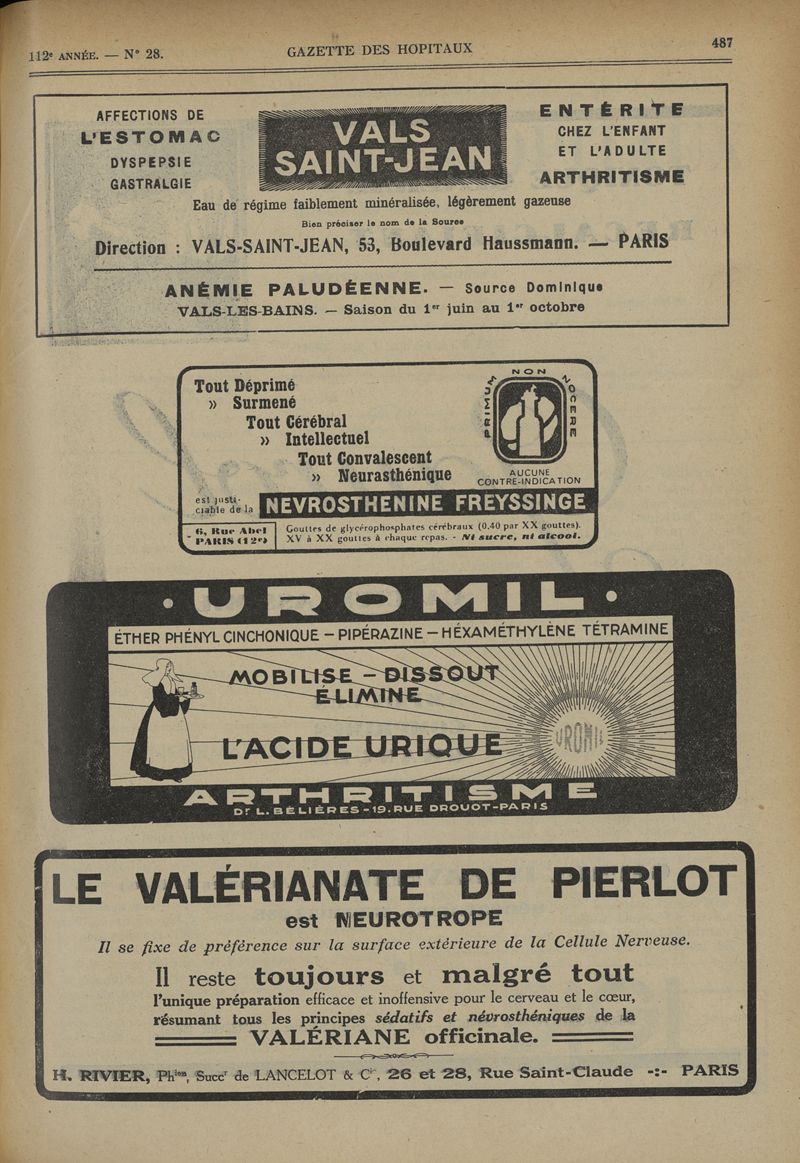 112e ANNÉE. — N° 28.
GAZETTE DES HOPITAUX
487
AFFECTIONS DE
L'ESTOMAC
DYSPEPSIE
GASTRALGIE
VALS
SAINT-JEAN
ENTÉRITE
CHEZ L'ENFANT
ET L'ADULTE
ARTHRITISME
Eau de régime faiblement minéralisée, légèrement gazeuse
Bien préciser le nom de la Source
Direction : VALS-SAINT-JEAN, 53, Boulevard Haussmann. — PARIS
ANÉMIE PALUDÉENNE. — Source Dominique
VALS-LES-BAINS. — Saison du 1er juin au 1er octobre
Tout Déprimé
» Surmené
Tout Cérébral
» Intellectuel
Tout Convalescent
» Neurasthénique
PRIMUM NON NOCERE
AUCUNE
CONTRE-INDICATION
est justi-
ciable de la
NEVROSTHENINE FREYSSINGE
6, Rue Abel
PARIS (12e)
Gouttes de glycérophosphates cérébraux (0.40 par XX gouttes).
XV à XX gouttes à chaque repas. - Ni sucre, ni alcool.
• UROMIL •
ÉTHER PHÉNYL CINCHONIQUE – PIPÉRAZINE – HÉXAMÉTHYLÈNE TÉTRAMINE
MOBILISE – DISSOUT
ÉLIMINE
L'ACIDE URIQUE
UROMIL
ARTHRITISME
Dr L. BÉLIÈRES - 19. RUE DROUOT - PARIS
LE VALÉRIANATE DE PIERLOT
est NEUROTROPE
Il se fixe de préférence sur la surface extérieure de la Cellule Nerveuse.
Il reste toujours et malgré tout
l'unique préparation efficace et inoffensive pour le cerveau et le cœur,
résumant tous les principes sédatifs et névrosthéniques de la
VALÉRIANE officinale.
H. RIVIER, Phien, Succr de LANCELOT & Cie, 26 et 28, Rue Saint-Claude -:- PARIS